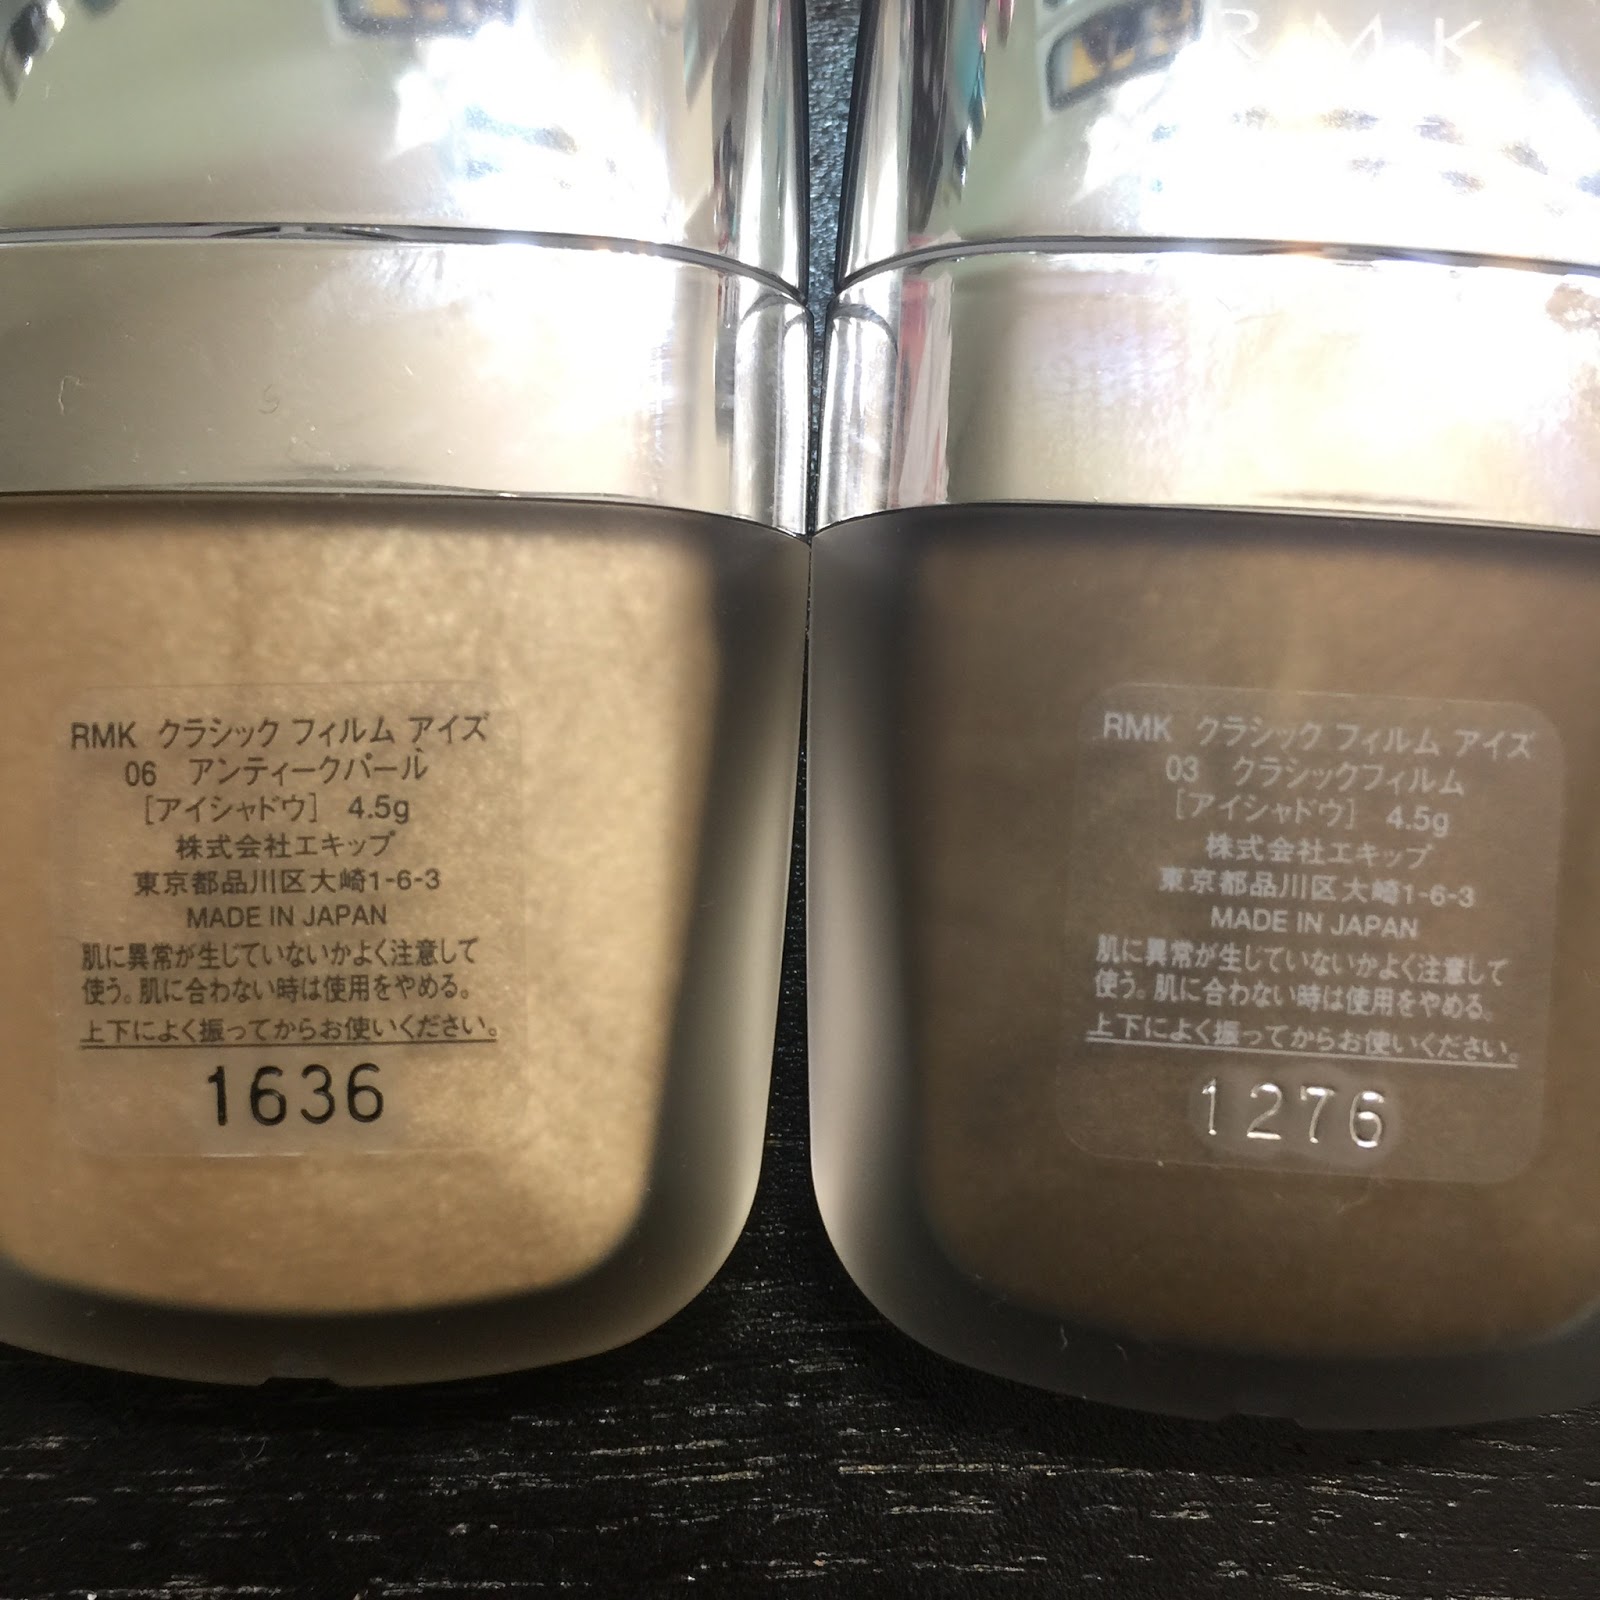 RMK
RMK クラシック フィルム アイズ
06 アンティークパール
[アイシャドウ] 4.5g
株式会社エキップ
東京都品川区大崎1-6-3
MADE IN JAPAN
肌に異常が生じていないかよく注意して
使う。肌に合わない時は使用をやめる。
上下によく振ってからお使いください。
1636
RMK クラシック フィルム アイズ
03 クラシックフィルム
[アイシャドウ] 4.5g
株式会社エキップ
東京都品川区大崎1-6-3
MADE IN JAPAN
肌に異常が生じていないかよく注意して
使う。肌に合わない時は使用をやめる。
上下によく振ってからお使いください。
1276